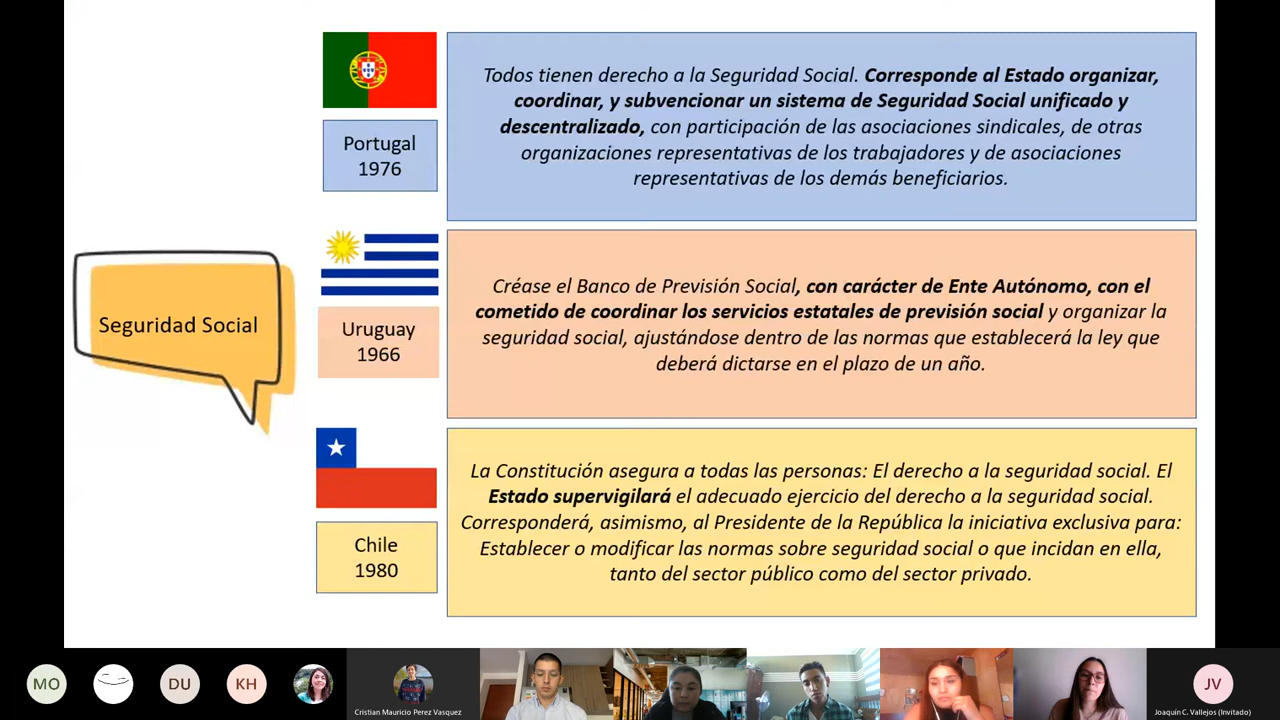 Todos tienen derecho a la Seguridad Social. Corresponde al Estado organizar,
coordinar, y subvencionar un sistema de Seguridad Social unificado y
descentralizado, con participación de las asociaciones sindicales, de otras
organizaciones representativas de los trabajadores y de asociaciones
representativas de los demás beneficiarios.
Portugal
1976
Créase el Banco de Previsión Social, con carácter de Ente Autónomo, con el
cometido de coordinar los servicios estatales de previsión social y organizar la
seguridad social, ajustándose dentro de las normas que establecerá la ley que
deberá dictarse en el plazo de un año.
Seguridad Social
Uruguay
1966
La Constitución asegura a todas las personas: El derecho a la seguridad social. El
Estado supervigilará el adecuado ejercicio del derecho a la seguridad social.
Corresponderá, asimismo, al Presidente de la República la iniciativa exclusiva para:
Establecer o modificar las normas sobre seguridad social o que incidan en ella,
tanto del sector público como del sector privado.
Chile
1980
MO
DU
KH
JV
Cristian Mauricio Perez Vasquez
Joaquín C. Vallejos (Invitado)